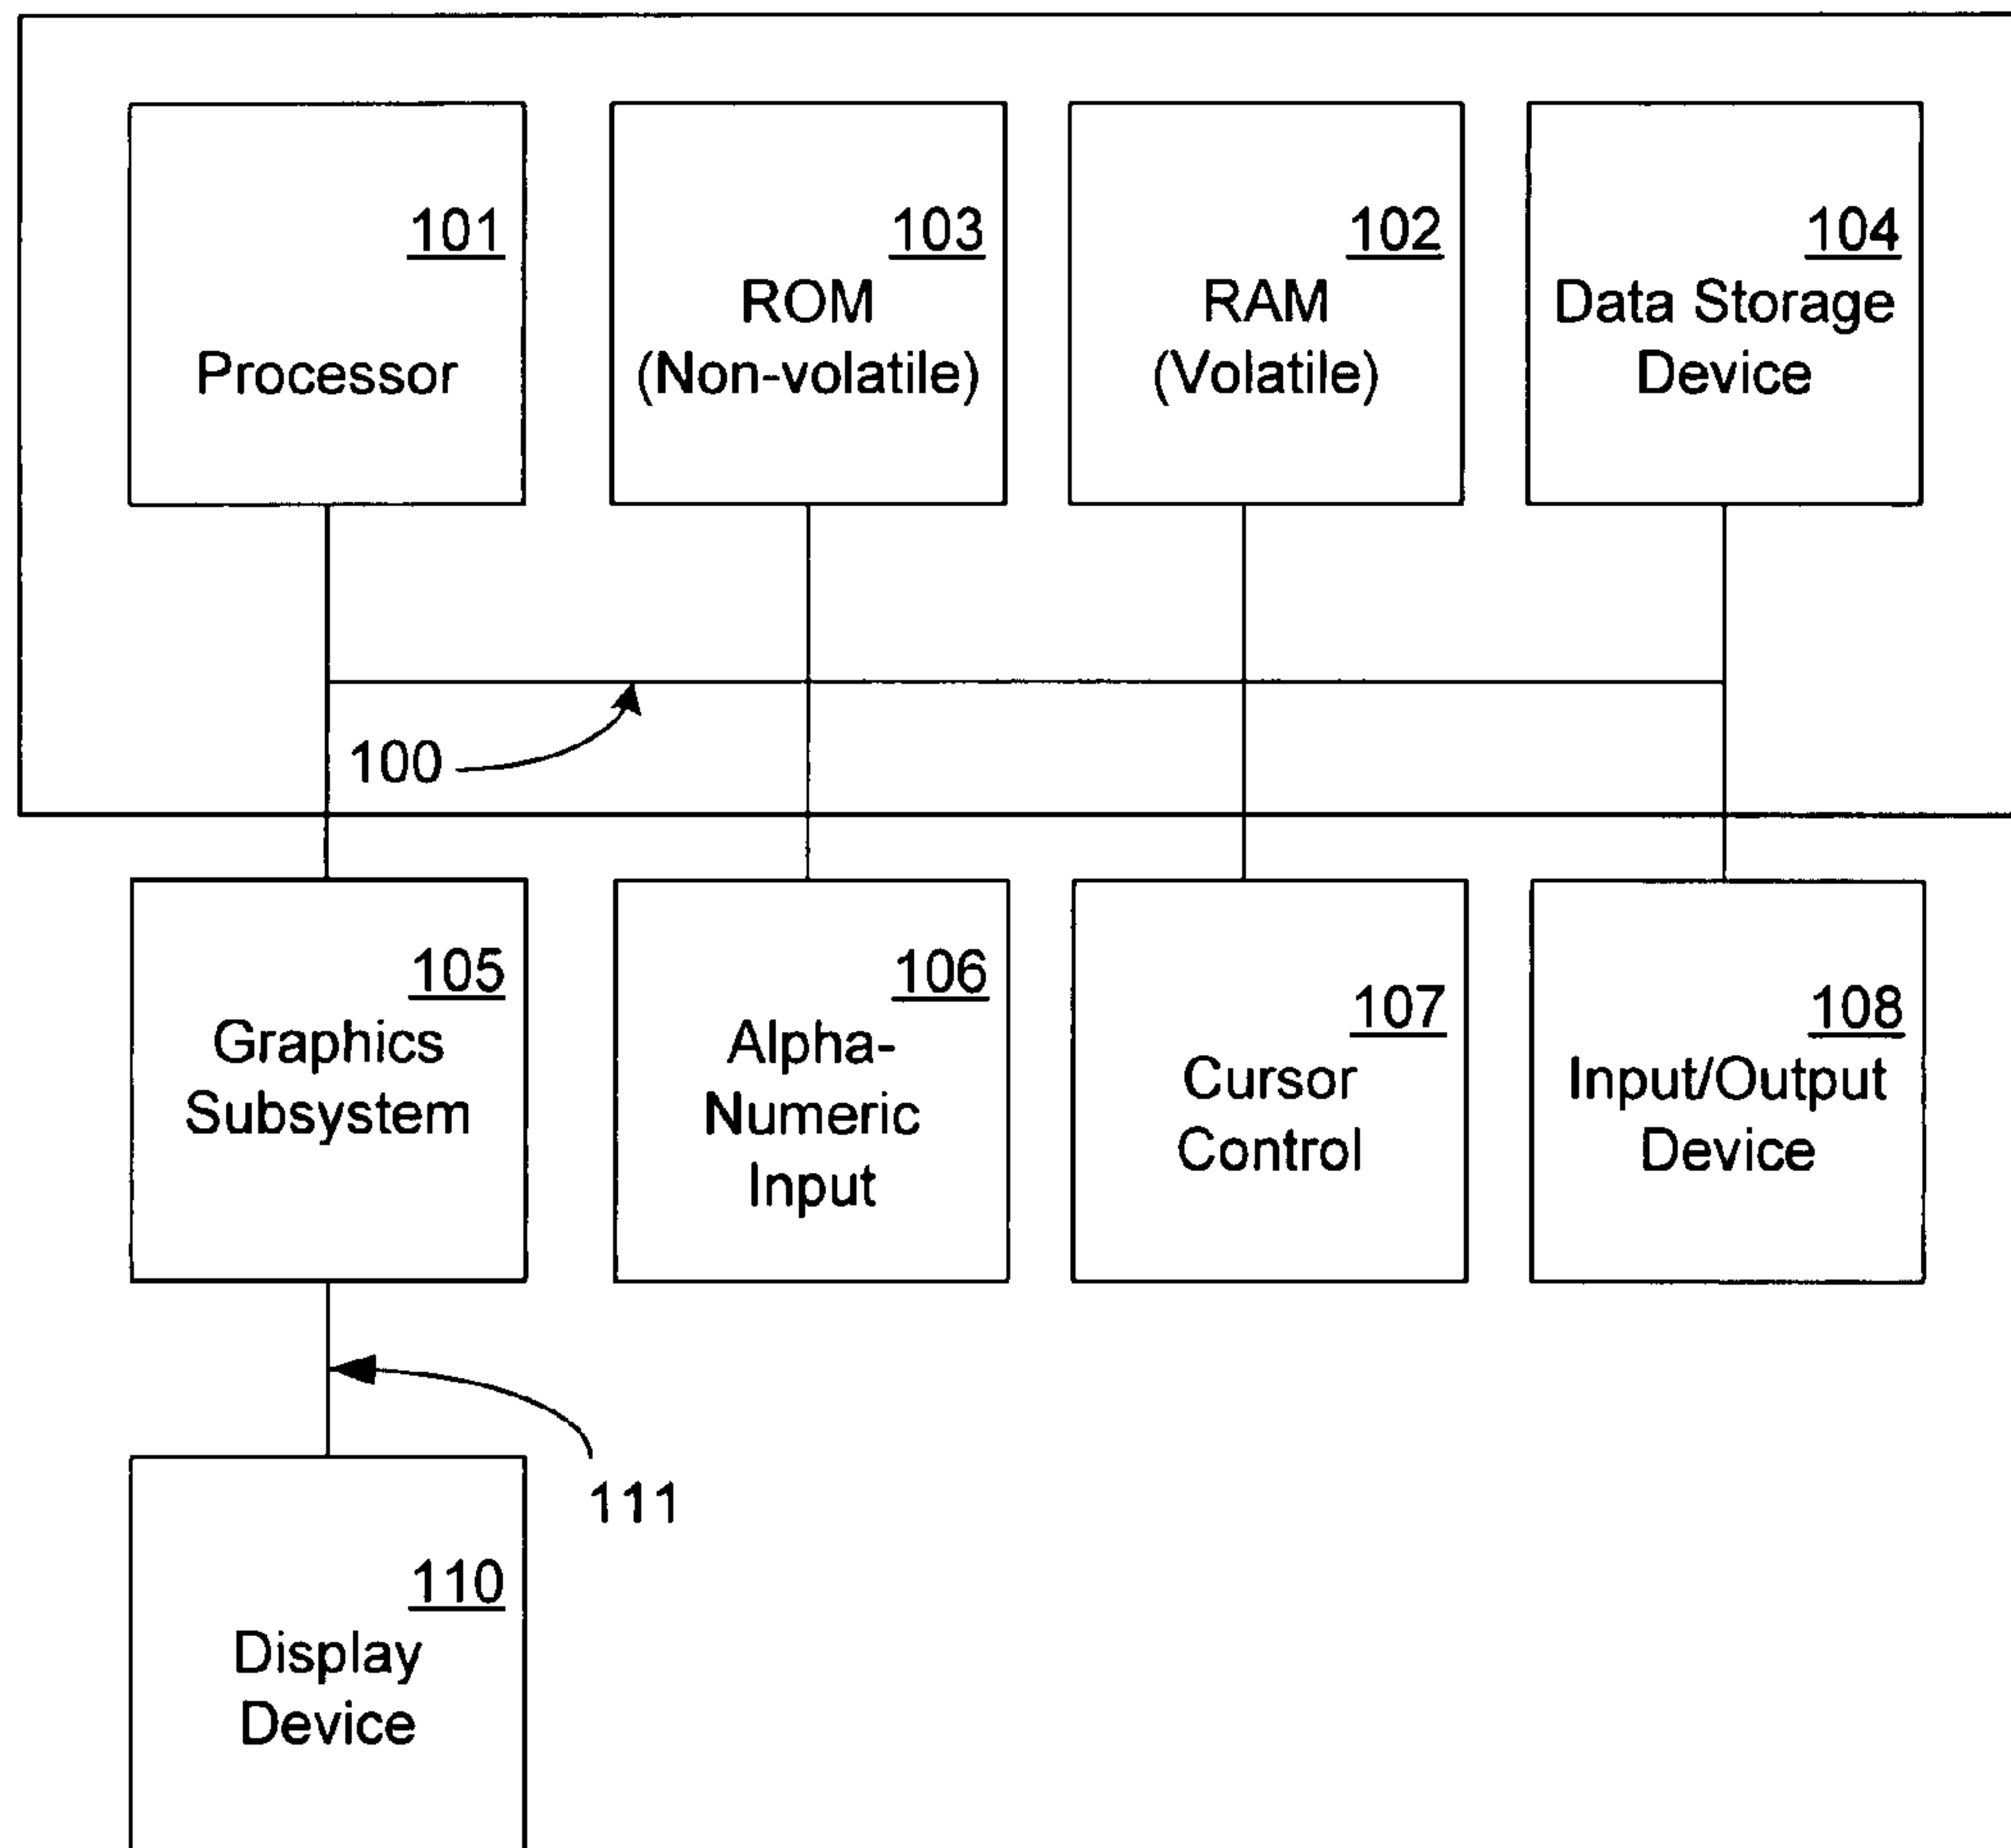 101
Processor
103
ROM
(Non-volatile)
102
RAM
(Volatile)
104
Data Storage
Device
100
105
Graphics
Subsystem
106
Alpha-
Numeric
Input
107
Cursor
Control
108
Input/Output
Device
111
110
Display
Device